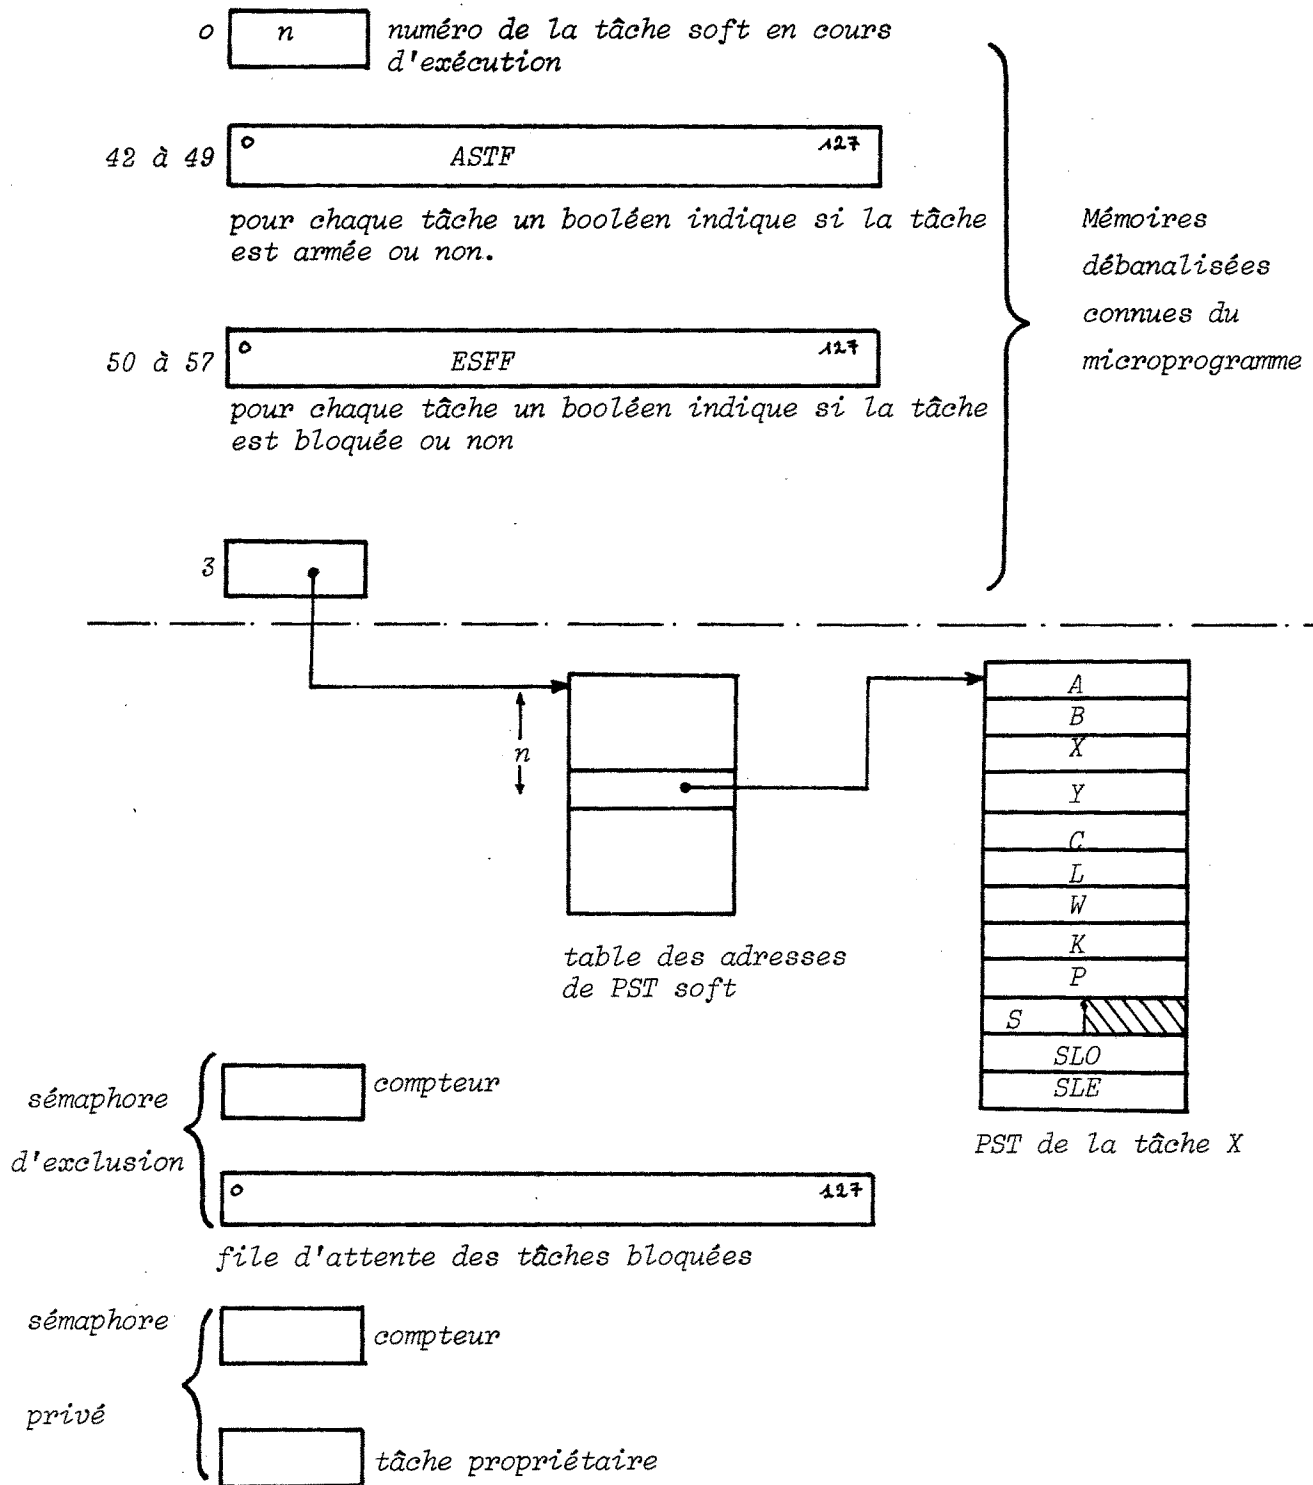 0 n numéro de la tâche soft en cours
d'exécution
42 à 49 0 ASTF 127
pour chaque tâche un booléen indique si la tâche
est armée ou non.
Mémoires
débanalisées
connues du
microprogramme
50 à 57 0 ESFF 127
pour chaque tâche un booléen indique si la tâche
est bloquée ou non
3
n
A
B
X
Y
C
L
W
K
P
S
SLO
SLE
table des adresses
de PST soft
PST de la tâche X
sémaphore
d'exclusion
compteur
0 127
file d'attente des tâches bloquées
sémaphore
privé
compteur
tâche propriétaire